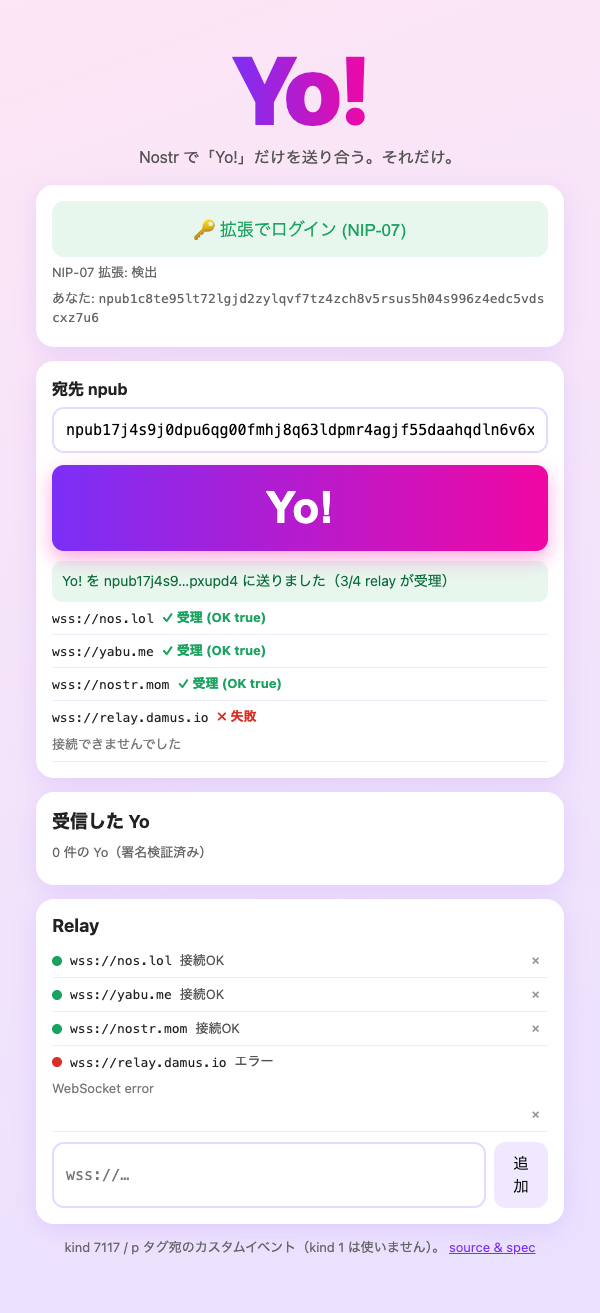 Yo!
Nostr で「Yo!」だけを送り合う。それだけ。
🔑 拡張でログイン (NIP-07)
NIP-07 拡張: 検出
あなた: npub1c8te95lt72lgjd2zylqvf7tz4zch8v5rsus5h04s996z4edc5vds
cxz7u6
宛先 npub
npub17j4s9j0dpu6qg00fmhj8q63ldpmr4agjf55daahqdln6v6x
Yo!
Yo! を npub17j4s9…pxupd4 に送りました（3/4 relay が受理）
wss://nos.lol ✓ 受理 (OK true)
wss://yabu.me ✓ 受理 (OK true)
wss://nostr.mom ✓ 受理 (OK true)
wss://relay.damus.io ✕ 失敗
接続できませんでした
受信した Yo
0 件の Yo（署名検証済み）
Relay
wss://nos.lol 接続OK ×
wss://yabu.me 接続OK ×
wss://nostr.mom 接続OK ×
wss://relay.damus.io エラー
WebSocket error
×
wss://…
追
加
kind 7117 / p タグ宛のカスタムイベント（kind 1 は使いません）。 source & spec